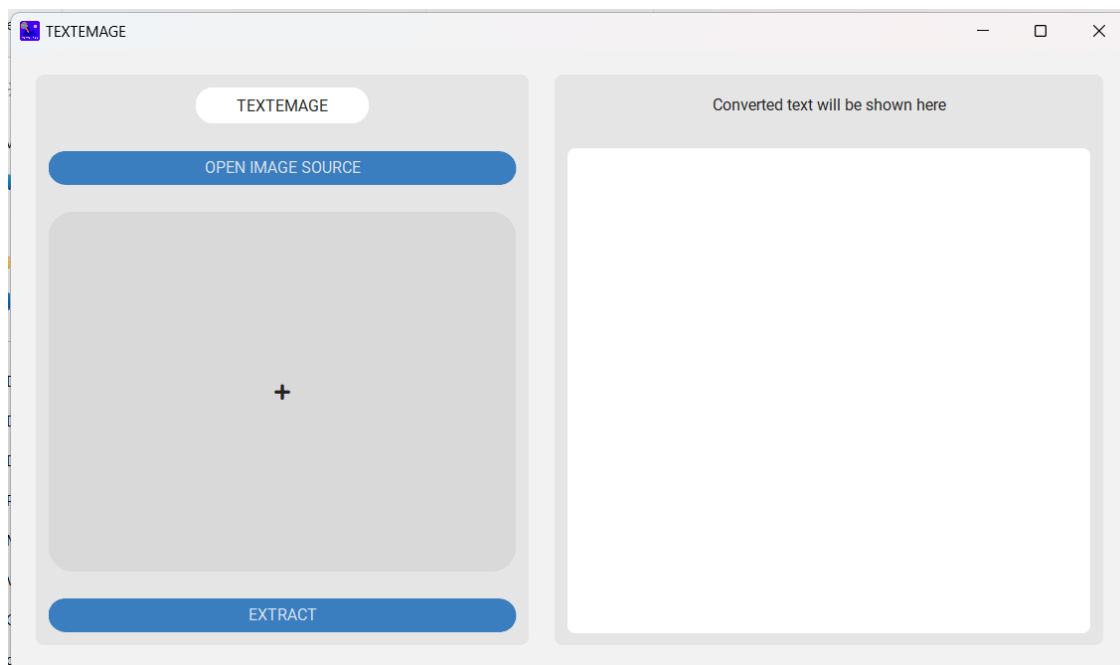 TEXTEMAGE
TEXTEMAGE
OPEN IMAGE SOURCE
+
EXTRACT
Converted text will be shown here